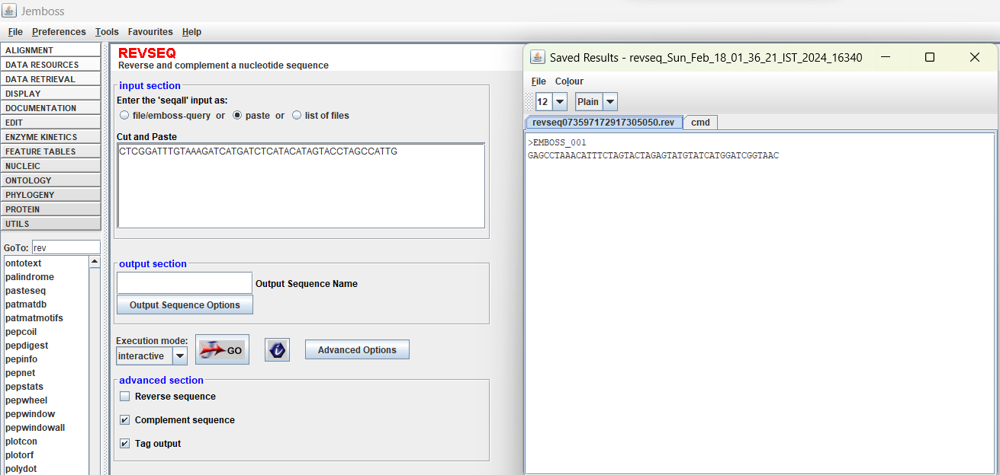 Jemboss
File Preferences Tools Favourites Help
ALIGNMENT
DATA RESOURCES
DATA RETRIEVAL
DISPLAY
DOCUMENTATION
EDIT
ENZYME KINETICS
FEATURE TABLES
NUCLEIC
ONTOLOGY
PHYLOGENY
PROTEIN
UTILS
GoTo: rev
ontotext
palindrome
pasteseq
patmatdb
patmatmotifs
pepcoil
pepdigest
pepinfo
pepnet
pepstats
pepwheel
pepwindow
pepwindowall
plotcon
plotorf
polydot
REVSEQ
Reverse and complement a nucleotide sequence
input section
Enter the 'seqall' input as:
file/emboss-query or paste or list of files
Cut and Paste
CTCGGATTTGTAAAGATCATGATCTCATACATAGTACCTAGCCATTG
output section
Output Sequence Name
Output Sequence Options
Execution mode:
interactive
GO
i
Advanced Options
advanced section
Reverse sequence
Complement sequence
Tag output
Saved Results - revseq_Sun_Feb_18_01_36_21_IST_2024_16340
File Colour
12 Plain
revseq073597172917305050.rev cmd
>EMBOSS_001
GAGCCTAAACATTTCTAGTACTAGAGTATGTATCATGGATCGGTAAC